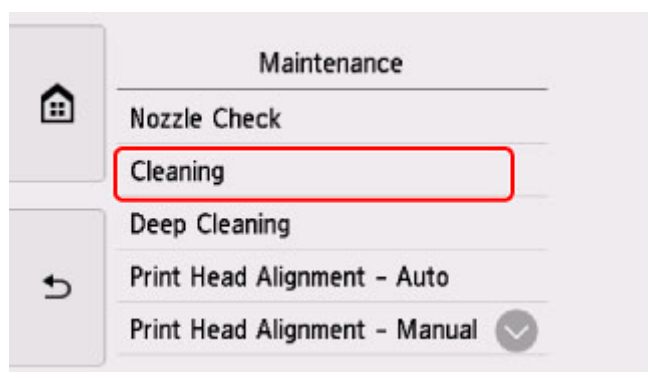 Maintenance
Nozzle Check
Cleaning
Deep Cleaning
Print Head Alignment - Auto
Print Head Alignment - Manual